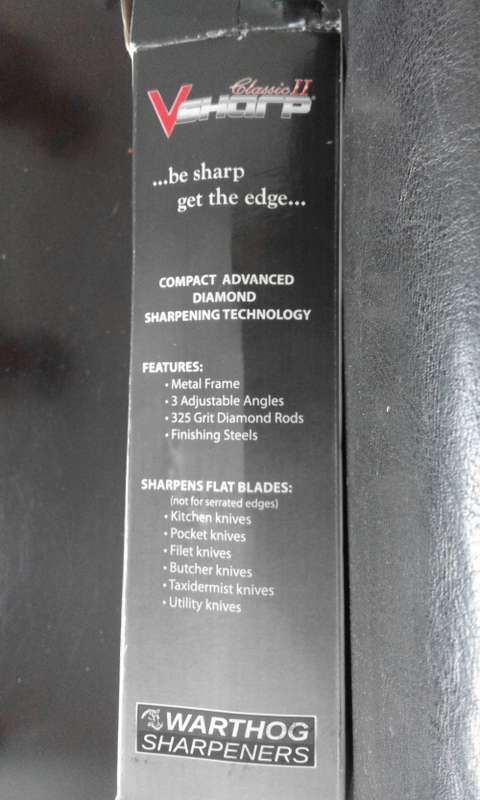 Classic II
VSHARP
...be sharp
get the edge...
COMPACT ADVANCED
DIAMOND
SHARPENING TECHNOLOGY
FEATURES:
• Metal Frame
• 3 Adjustable Angles
• 325 Grit Diamond Rods
• Finishing Steels
SHARPENS FLAT BLADES:
(not for serrated edges)
• Kitchen knives
• Pocket knives
• Filet knives
• Butcher knives
• Taxidermist knives
• Utility knives
WARTHOG
SHARPENERS